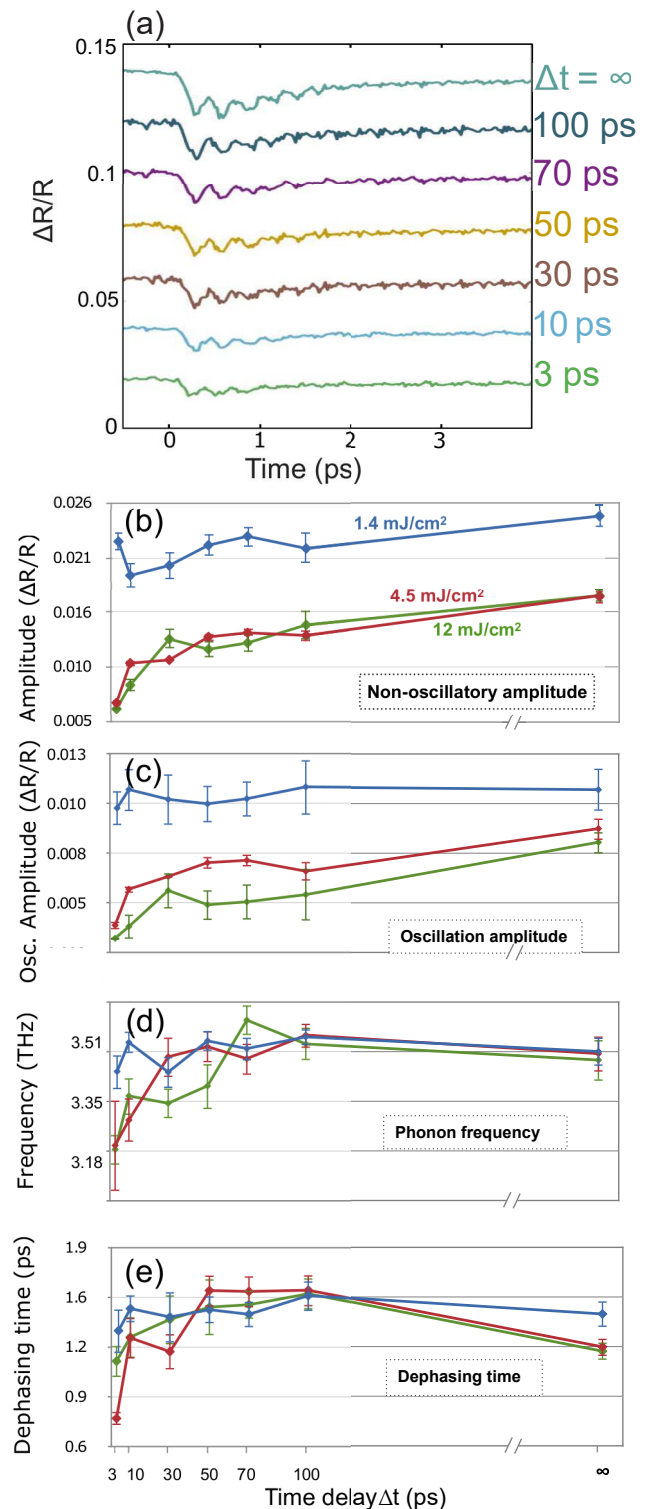 (a)
0.15
ΔR/R
Δt = ∞
100 ps
0.1
70 ps
50 ps
0.05
30 ps
10 ps
3 ps
0
0 1 2 3
Time (ps)
(b)
0.026
1.4 mJ/cm²
0.021
4.5 mJ/cm²
0.016
12 mJ/cm²
0.010
Non-oscillatory amplitude
0.005
Amplitude (ΔR/R)
//
(c)
0.013
0.010
0.008
0.005
Oscillation amplitude
Osc. Amplitude (ΔR/R)
//
(d)
3.51
3.35
Phonon frequency
3.18
Frequency (THz)
//
(e)
1.9
1.6
1.2
Dephasing time
0.9
0.6
Dephasing time (ps)
//
3 10 30 50 70 100 ∞
Time delayΔt (ps)